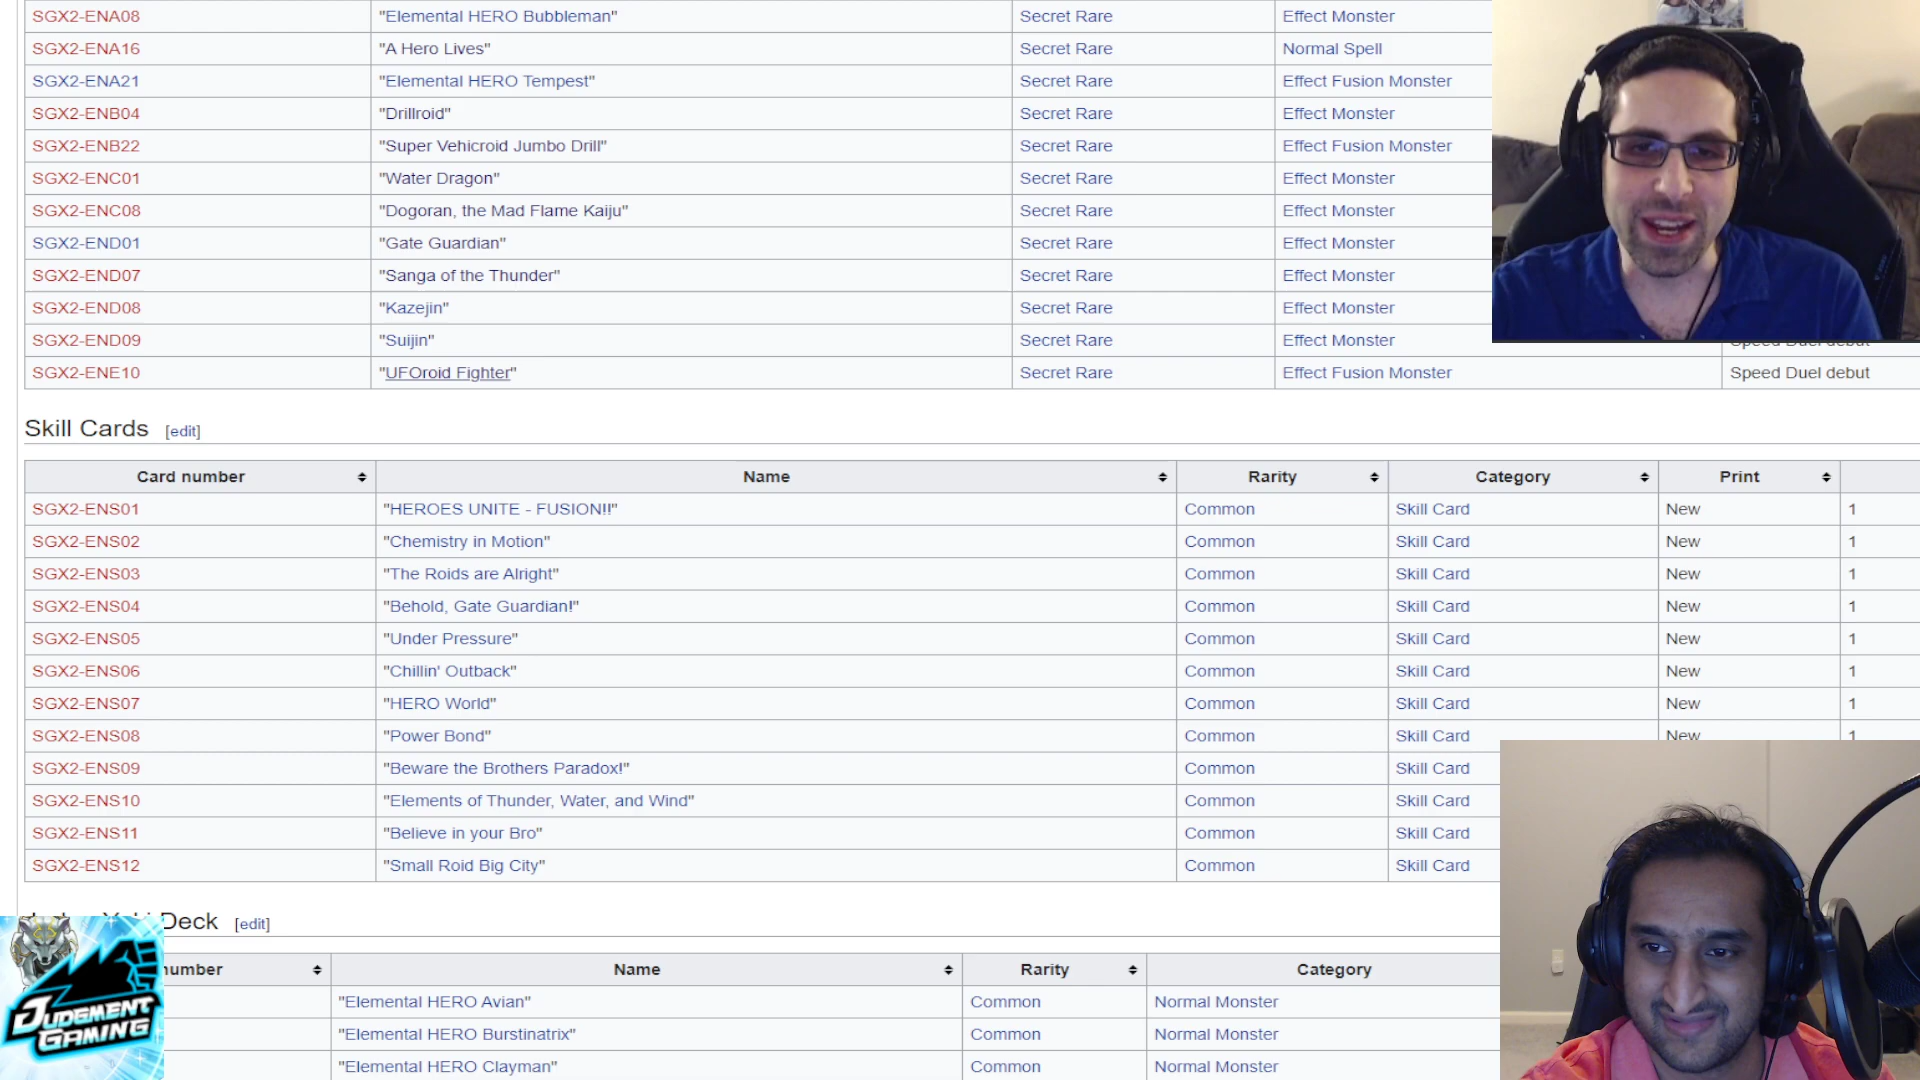 SGX2-ENA08 "Elemental HERO Bubbleman" Secret Rare Effect Monster
SGX2-ENA16 "A Hero Lives" Secret Rare Normal Spell
SGX2-ENA21 "Elemental HERO Tempest" Secret Rare Effect Fusion Monster
SGX2-ENB04 "Drillroid" Secret Rare Effect Monster
SGX2-ENB22 "Super Vehicroid Jumbo Drill" Secret Rare Effect Fusion Monster
SGX2-ENC01 "Water Dragon" Secret Rare Effect Monster
SGX2-ENC08 "Dogoran, the Mad Flame Kaiju" Secret Rare Effect Monster
SGX2-END01 "Gate Guardian" Secret Rare Effect Monster
SGX2-END07 "Sanga of the Thunder" Secret Rare Effect Monster
SGX2-END08 "Kazejin" Secret Rare Effect Monster
SGX2-END09 "Suijin" Secret Rare Effect Monster Speed Duel debut
SGX2-ENE10 "UFOroid Fighter" Secret Rare Effect Fusion Monster Speed Duel debut
Skill Cards [edit]
Card number Name Rarity Category Print
SGX2-ENS01 "HEROES UNITE - FUSION!!" Common Skill Card New 1
SGX2-ENS02 "Chemistry in Motion" Common Skill Card New 1
SGX2-ENS03 "The Roids are Alright" Common Skill Card New 1
SGX2-ENS04 "Behold, Gate Guardian!" Common Skill Card New 1
SGX2-ENS05 "Under Pressure" Common Skill Card New 1
SGX2-ENS06 "Chillin' Outback" Common Skill Card New 1
SGX2-ENS07 "HERO World" Common Skill Card New 1
SGX2-ENS08 "Power Bond" Common Skill Card New 1
SGX2-ENS09 "Beware the Brothers Paradox!" Common Skill Card
SGX2-ENS10 "Elements of Thunder, Water, and Wind" Common Skill Card
SGX2-ENS11 "Believe in your Bro" Common Skill Card
SGX2-ENS12 "Small Roid Big City" Common Skill Card
Deck [edit]
number Name Rarity Category
"Elemental HERO Avian" Common Normal Monster
"Elemental HERO Burstinatrix" Common Normal Monster
"Elemental HERO Clayman" Common Normal Monster
JUDGMENT
GAMING